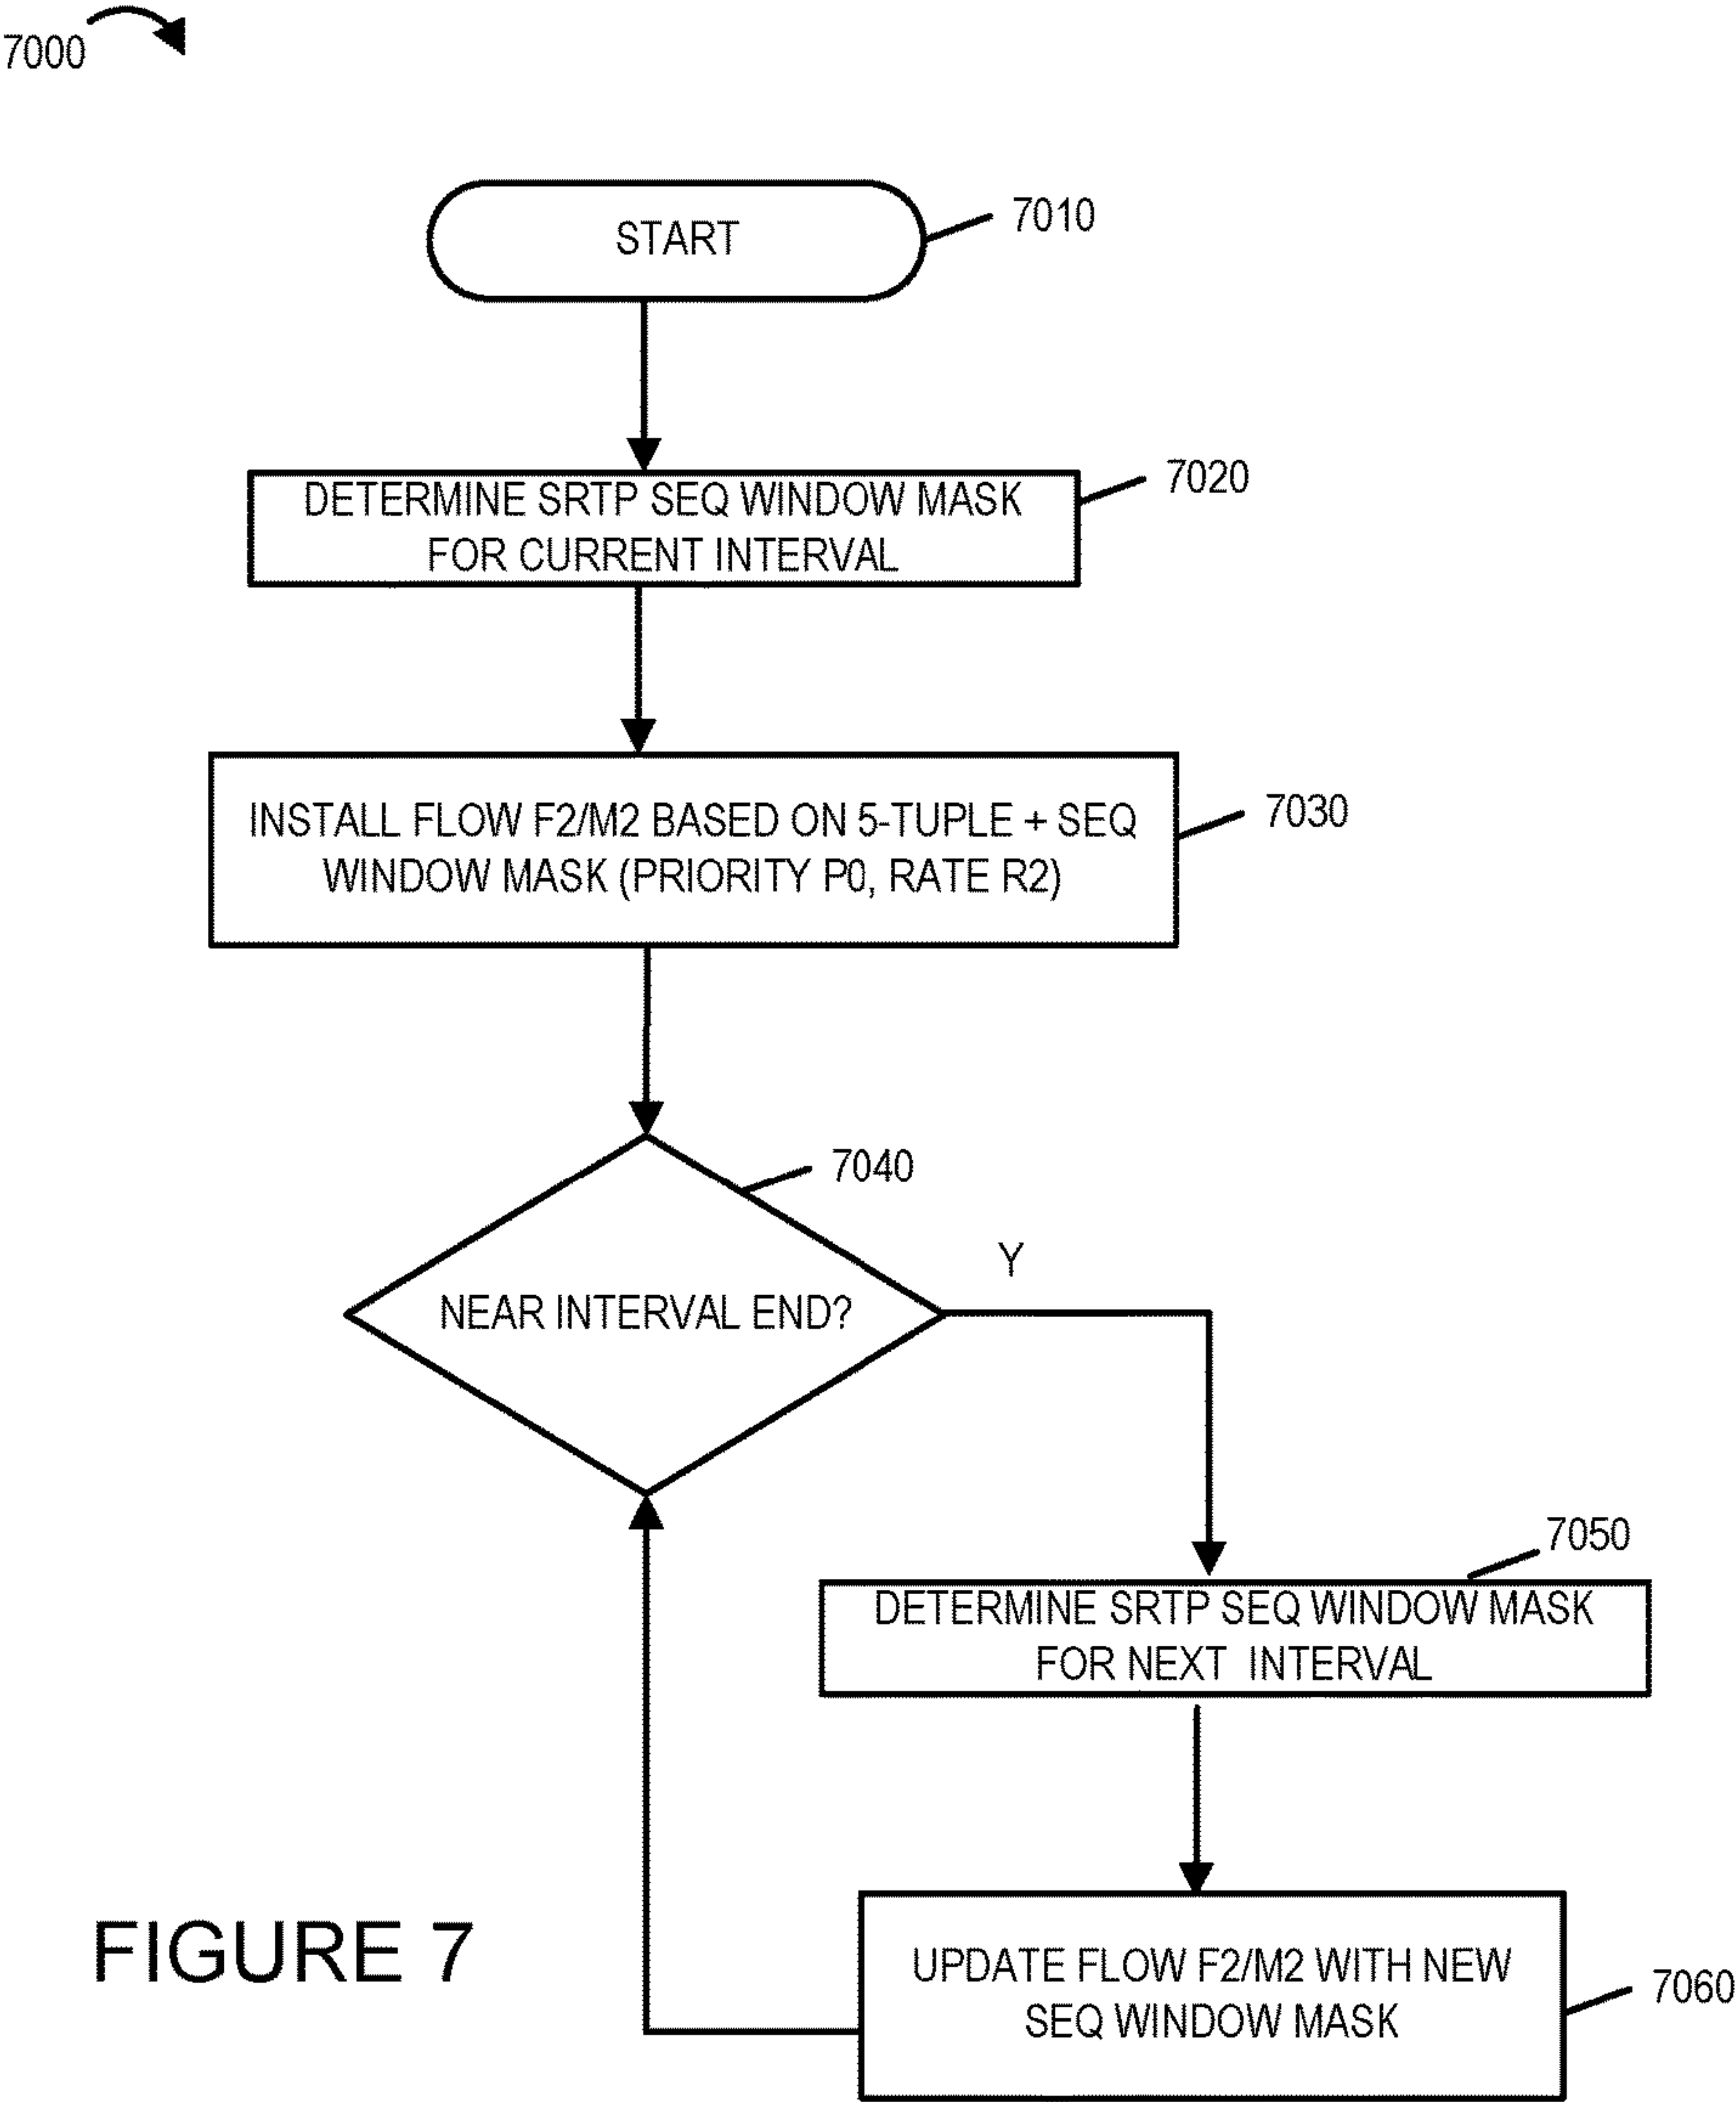 7000
START
7010
DETERMINE SRTP SEQ WINDOW MASK
FOR CURRENT INTERVAL
7020
INSTALL FLOW F2/M2 BASED ON 5-TUPLE + SEQ
WINDOW MASK (PRIORITY P0, RATE R2)
7030
7040
NEAR INTERVAL END?
Y
7050
DETERMINE SRTP SEQ WINDOW MASK
FOR NEXT INTERVAL
UPDATE FLOW F2/M2 WITH NEW
SEQ WINDOW MASK
7060
FIGURE 7